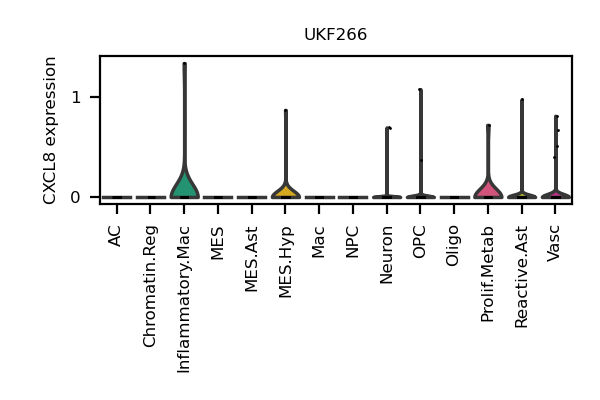 UKF266
CXCL8 expression
1
0
AC
Chromatin.Reg
Inflammatory.Mac
MES
MES.Ast
MES.Hyp
Mac
NPC
Neuron
OPC
Oligo
Prolif.Metab
Reactive.Ast
Vasc